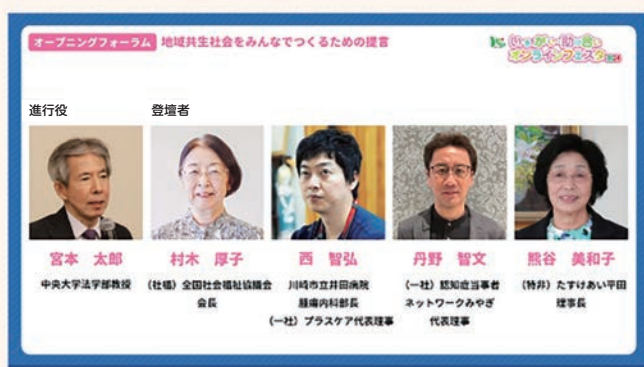 オープニングフォーラム 地域共生社会をみんなでつくるための提言
いきがい・助け合い
オンラインフェスタ2024
進行役
登壇者
宮本 太郎
中央大学法学部教授
村木 厚子
(社福) 全国社会福祉協議会
会長
西 智弘
川崎市立井田病院
腫瘍内科部長
(一社) プラスケア代表理事
丹野 智文
(一社) 認知症当事者
ネットワークみやぎ
代表理事
熊谷 美和子
(特非) たすけあい平田
理事長